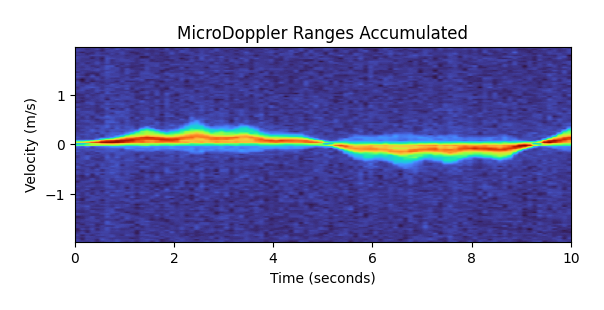 MicroDoppler Ranges Accumulated
Velocity (m/s)
1
0
−1
0 2 4 6 8 10
Time (seconds)